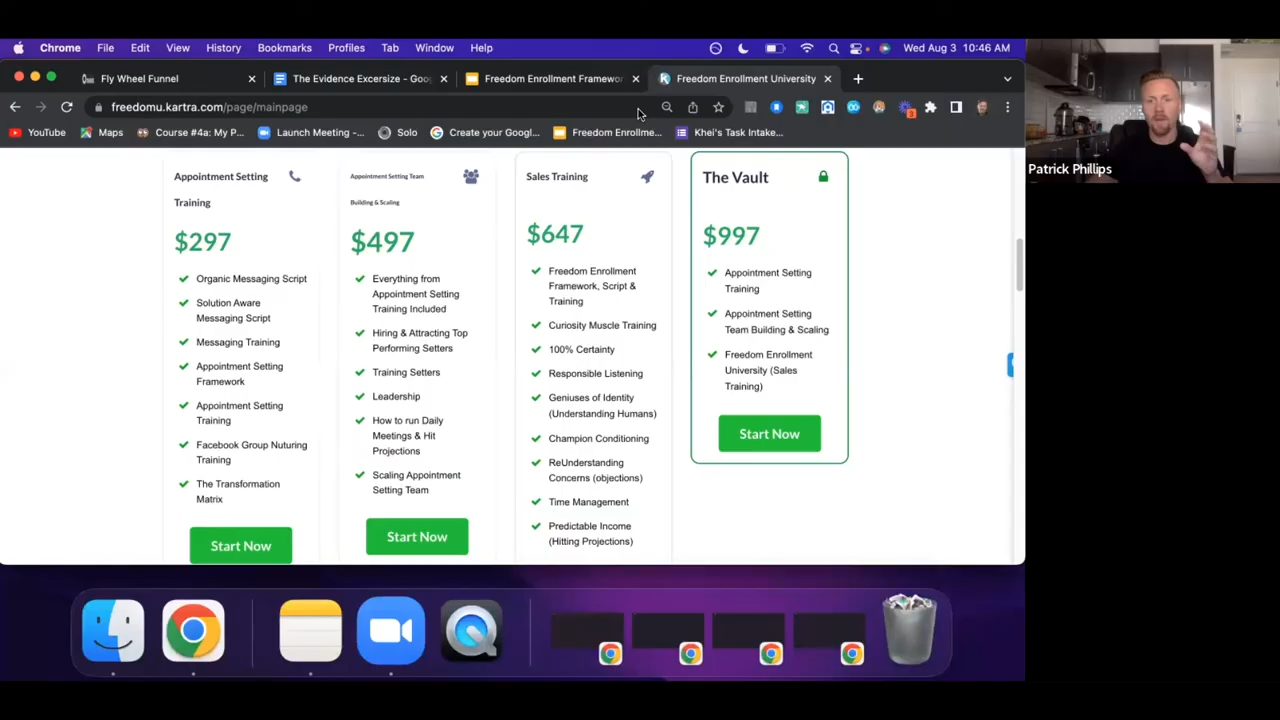 Chrome File Edit View History Bookmarks Profiles Tab Window Help Wed Aug 3 10:46 AM
Fly Wheel Funnel The Evidence Excersize - Goo Freedom Enrollment Framewor Freedom Enrollment University
freedomu.kartra.com/page/mainpage 3
YouTube Maps Course #4a: My P... Launch Meeting -... Solo Create your Googl... Freedom Enrollme... Khei's Task Intake...
Patrick Phillips
Appointment Setting
Training
$297
Organic Messaging Script
Solution Aware
Messaging Script
Messaging Training
Appointment Setting
Framework
Appointment Setting
Training
Facebook Group Nuturing
Training
The Transformation
Matrix
Start Now
Appointment Setting Team
Building & Scaling
$497
Everything from
Appointment Setting
Training Included
Hiring & Attracting Top
Performing Setters
Training Setters
Leadership
How to run Daily
Meetings & Hit
Projections
Scaling Appointment
Setting Team
Start Now
Sales Training
$647
Freedom Enrollment
Framework, Script &
Training
Curiosity Muscle Training
100% Certainty
Responsible Listening
Geniuses of Identity
(Understanding Humans)
Champion Conditioning
ReUnderstanding
Concerns (objections)
Time Management
Predictable Income
(Hitting Projections)
The Vault
$997
Appointment Setting
Training
Appointment Setting
Team Building & Scaling
Freedom Enrollment
University (Sales
Training)
Start Now